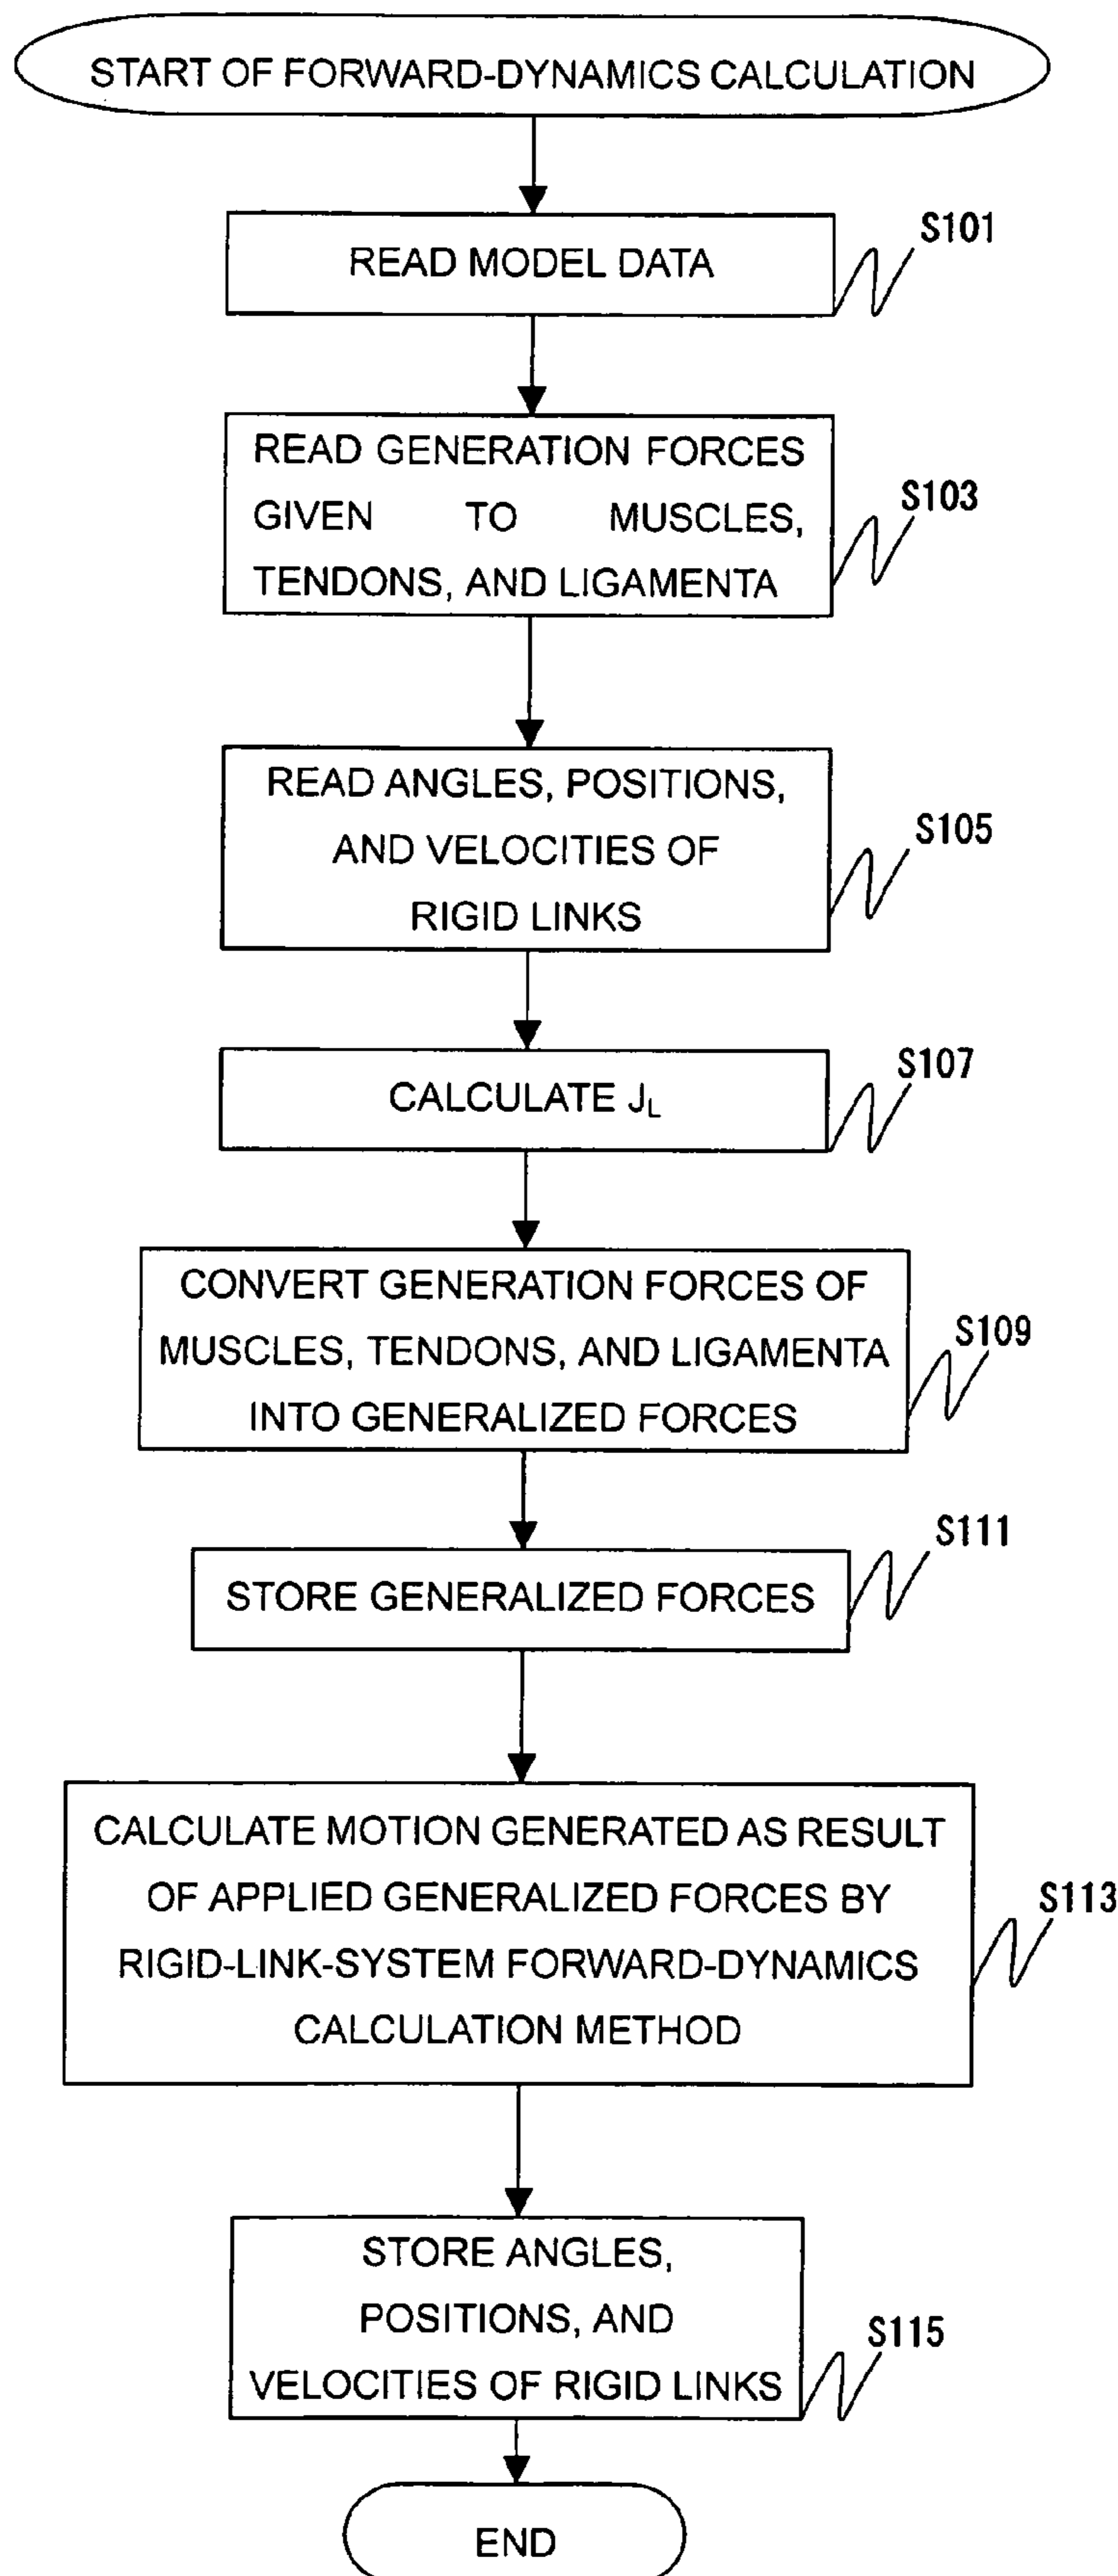 START OF FORWARD-DYNAMICS CALCULATION
READ MODEL DATA
S101
READ GENERATION FORCES
GIVEN TO MUSCLES,
TENDONS, AND LIGAMENTA
S103
READ ANGLES, POSITIONS,
AND VELOCITIES OF
RIGID LINKS
S105
CALCULATE J_L
S107
CONVERT GENERATION FORCES OF
MUSCLES, TENDONS, AND LIGAMENTA
INTO GENERALIZED FORCES
S109
STORE GENERALIZED FORCES
S111
CALCULATE MOTION GENERATED AS RESULT
OF APPLIED GENERALIZED FORCES BY
RIGID-LINK-SYSTEM FORWARD-DYNAMICS
CALCULATION METHOD
S113
STORE ANGLES,
POSITIONS, AND
VELOCITIES OF RIGID LINKS
S115
END